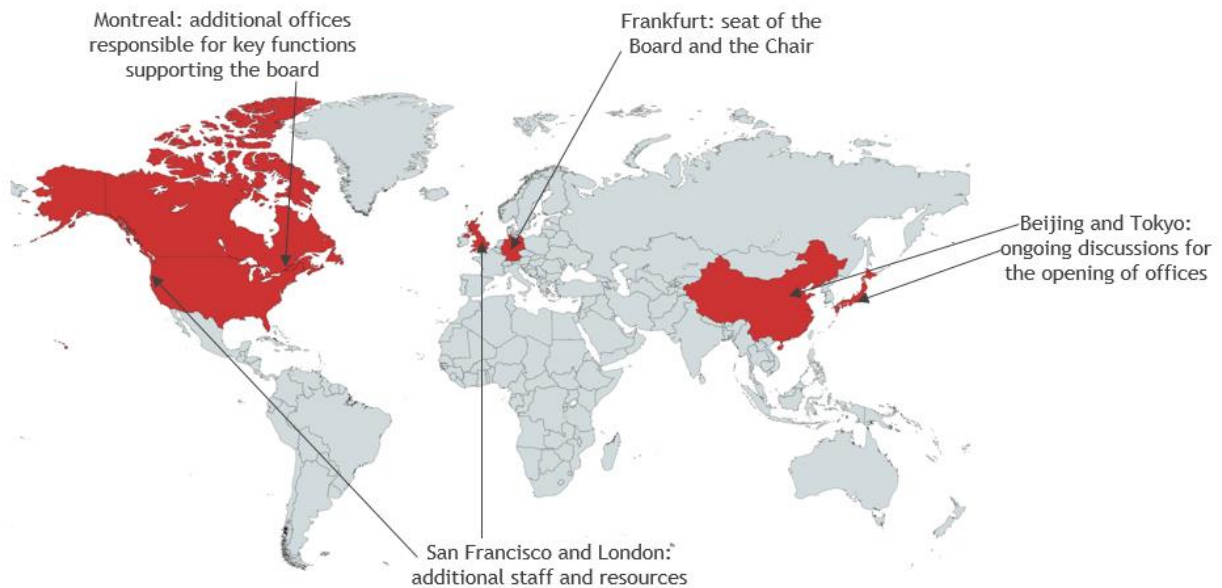 Montreal: additional offices
responsible for key functions
supporting the board
Frankfurt: seat of the
Board and the Chair
Beijing and Tokyo:
ongoing discussions for
the opening of offices
San Francisco and London:
additional staff and resources